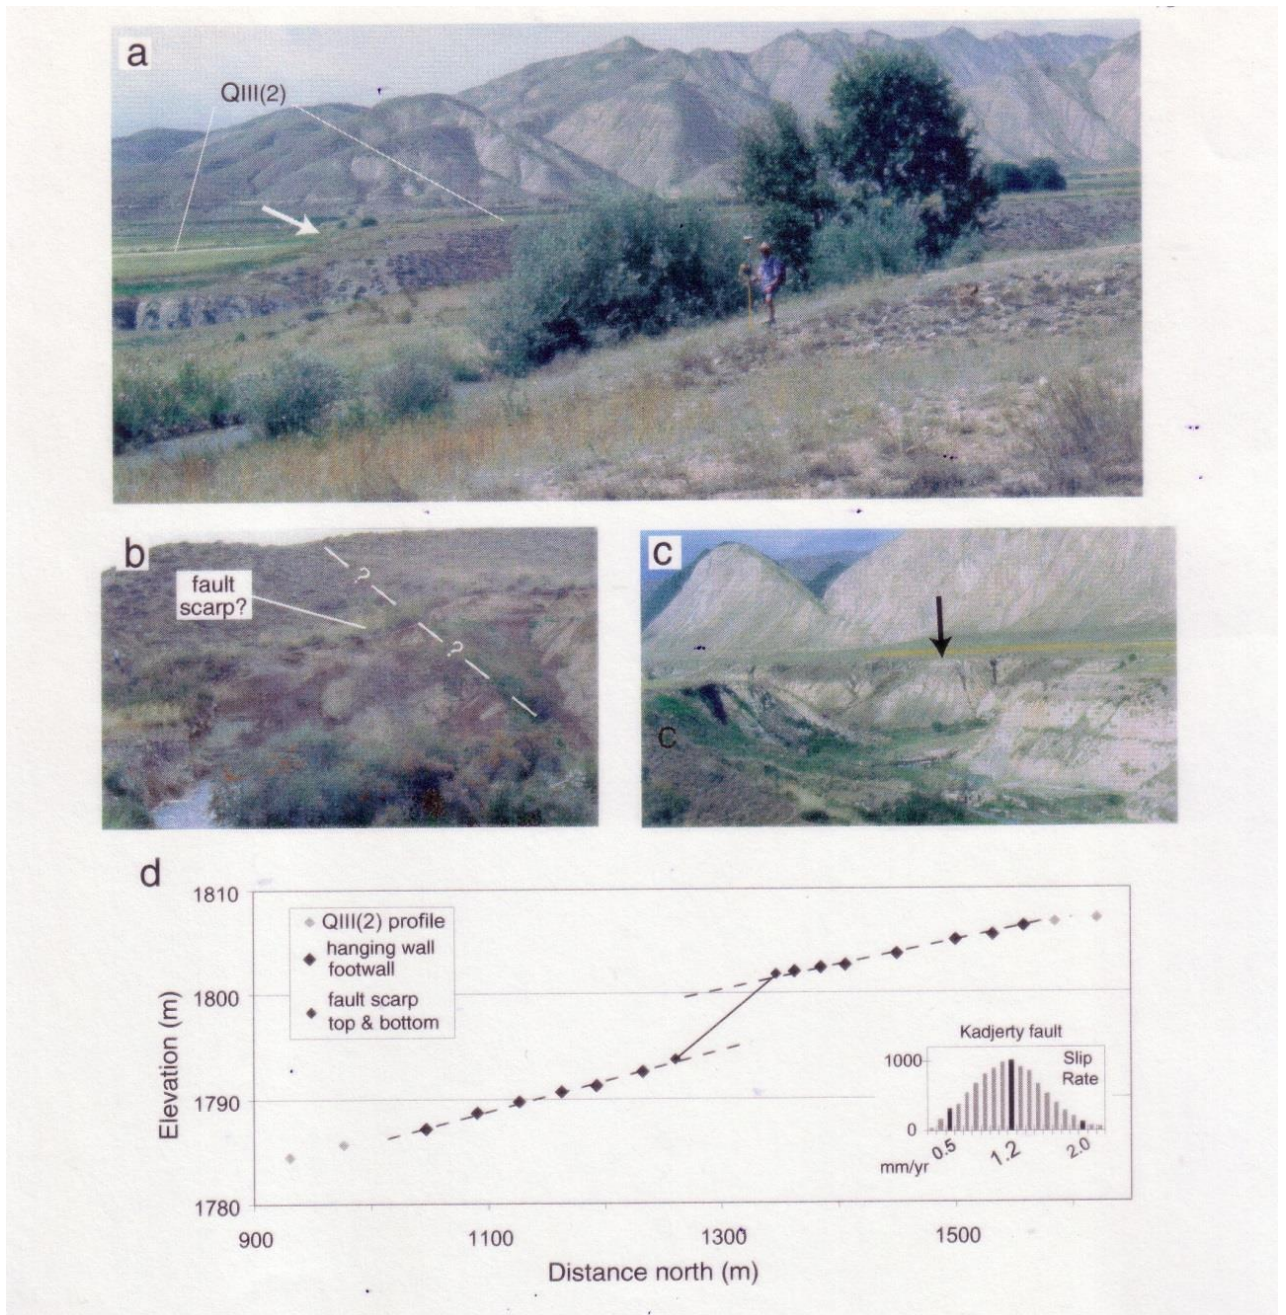 a
QIII(2)
b
fault
scarp?
?
?
c
C
d
1810
1800
1790
1780
Elevation (m)
QIII(2) profile
hanging wall
footwall
fault scarp
top & bottom
Kadjerty fault
1000
Slip
Rate
0
mm/yr
0.5
1.2
2.0
900
1100
1300
1500
Distance north (m)